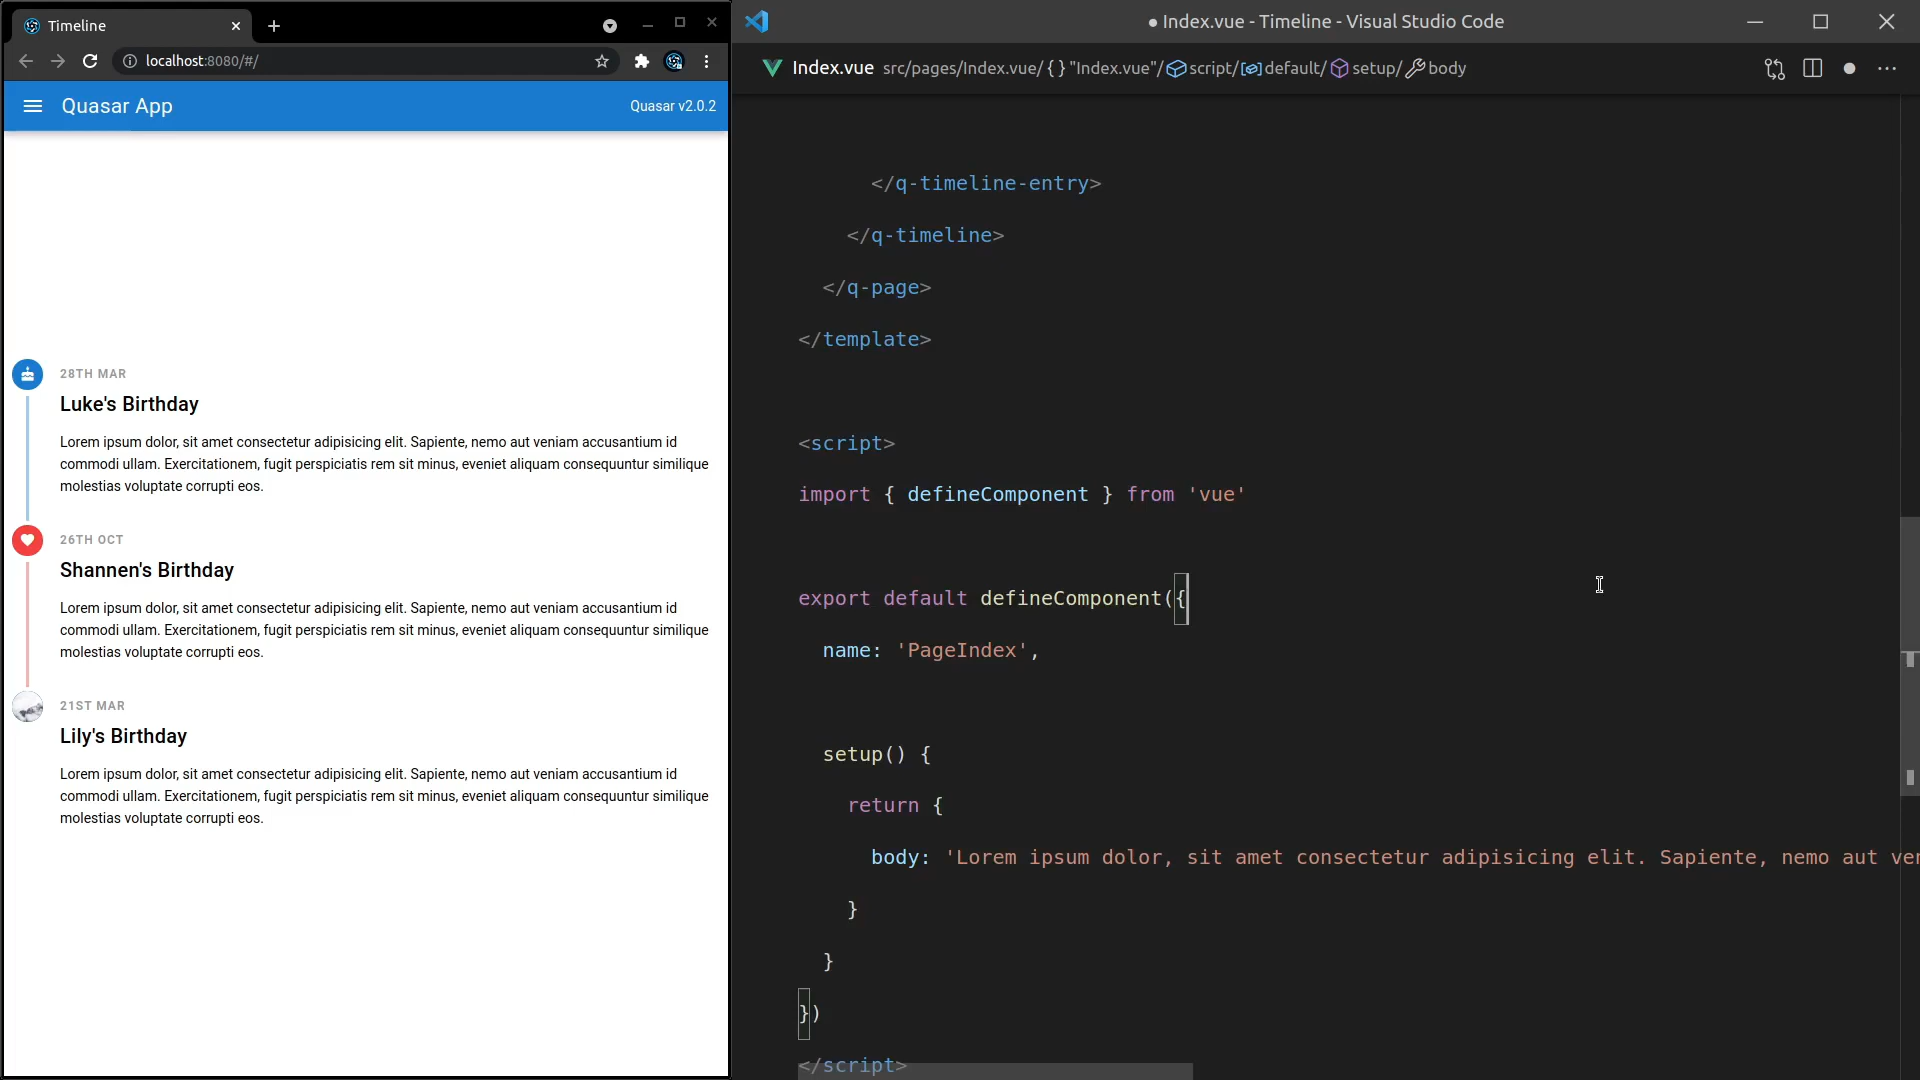 Timeline
localhost:8080/#/
Quasar App
Quasar v2.0.2
28TH MAR
Luke's Birthday
Lorem ipsum dolor, sit amet consectetur adipisicing elit. Sapiente, nemo aut veniam accusantium id
commodi ullam. Exercitationem, fugit perspiciatis rem sit minus, eveniet aliquam consequuntur similique
molestias voluptate corrupti eos.
26TH OCT
Shannen's Birthday
Lorem ipsum dolor, sit amet consectetur adipisicing elit. Sapiente, nemo aut veniam accusantium id
commodi ullam. Exercitationem, fugit perspiciatis rem sit minus, eveniet aliquam consequuntur similique
molestias voluptate corrupti eos.
21ST MAR
Lily's Birthday
Lorem ipsum dolor, sit amet consectetur adipisicing elit. Sapiente, nemo aut veniam accusantium id
commodi ullam. Exercitationem, fugit perspiciatis rem sit minus, eveniet aliquam consequuntur similique
molestias voluptate corrupti eos.
● Index.vue - Timeline - Visual Studio Code
Index.vue src/pages/Index.vue/ {} "Index.vue"/ script/ default/ setup/ body
</q-timeline-entry>
</q-timeline>
</q-page>
</template>
<script>
import { defineComponent } from 'vue'
export default defineComponent({
name: 'PageIndex',
setup() {
return {
body: 'Lorem ipsum dolor, sit amet consectetur adipisicing elit. Sapiente, nemo aut ver
}
}
})
</script>